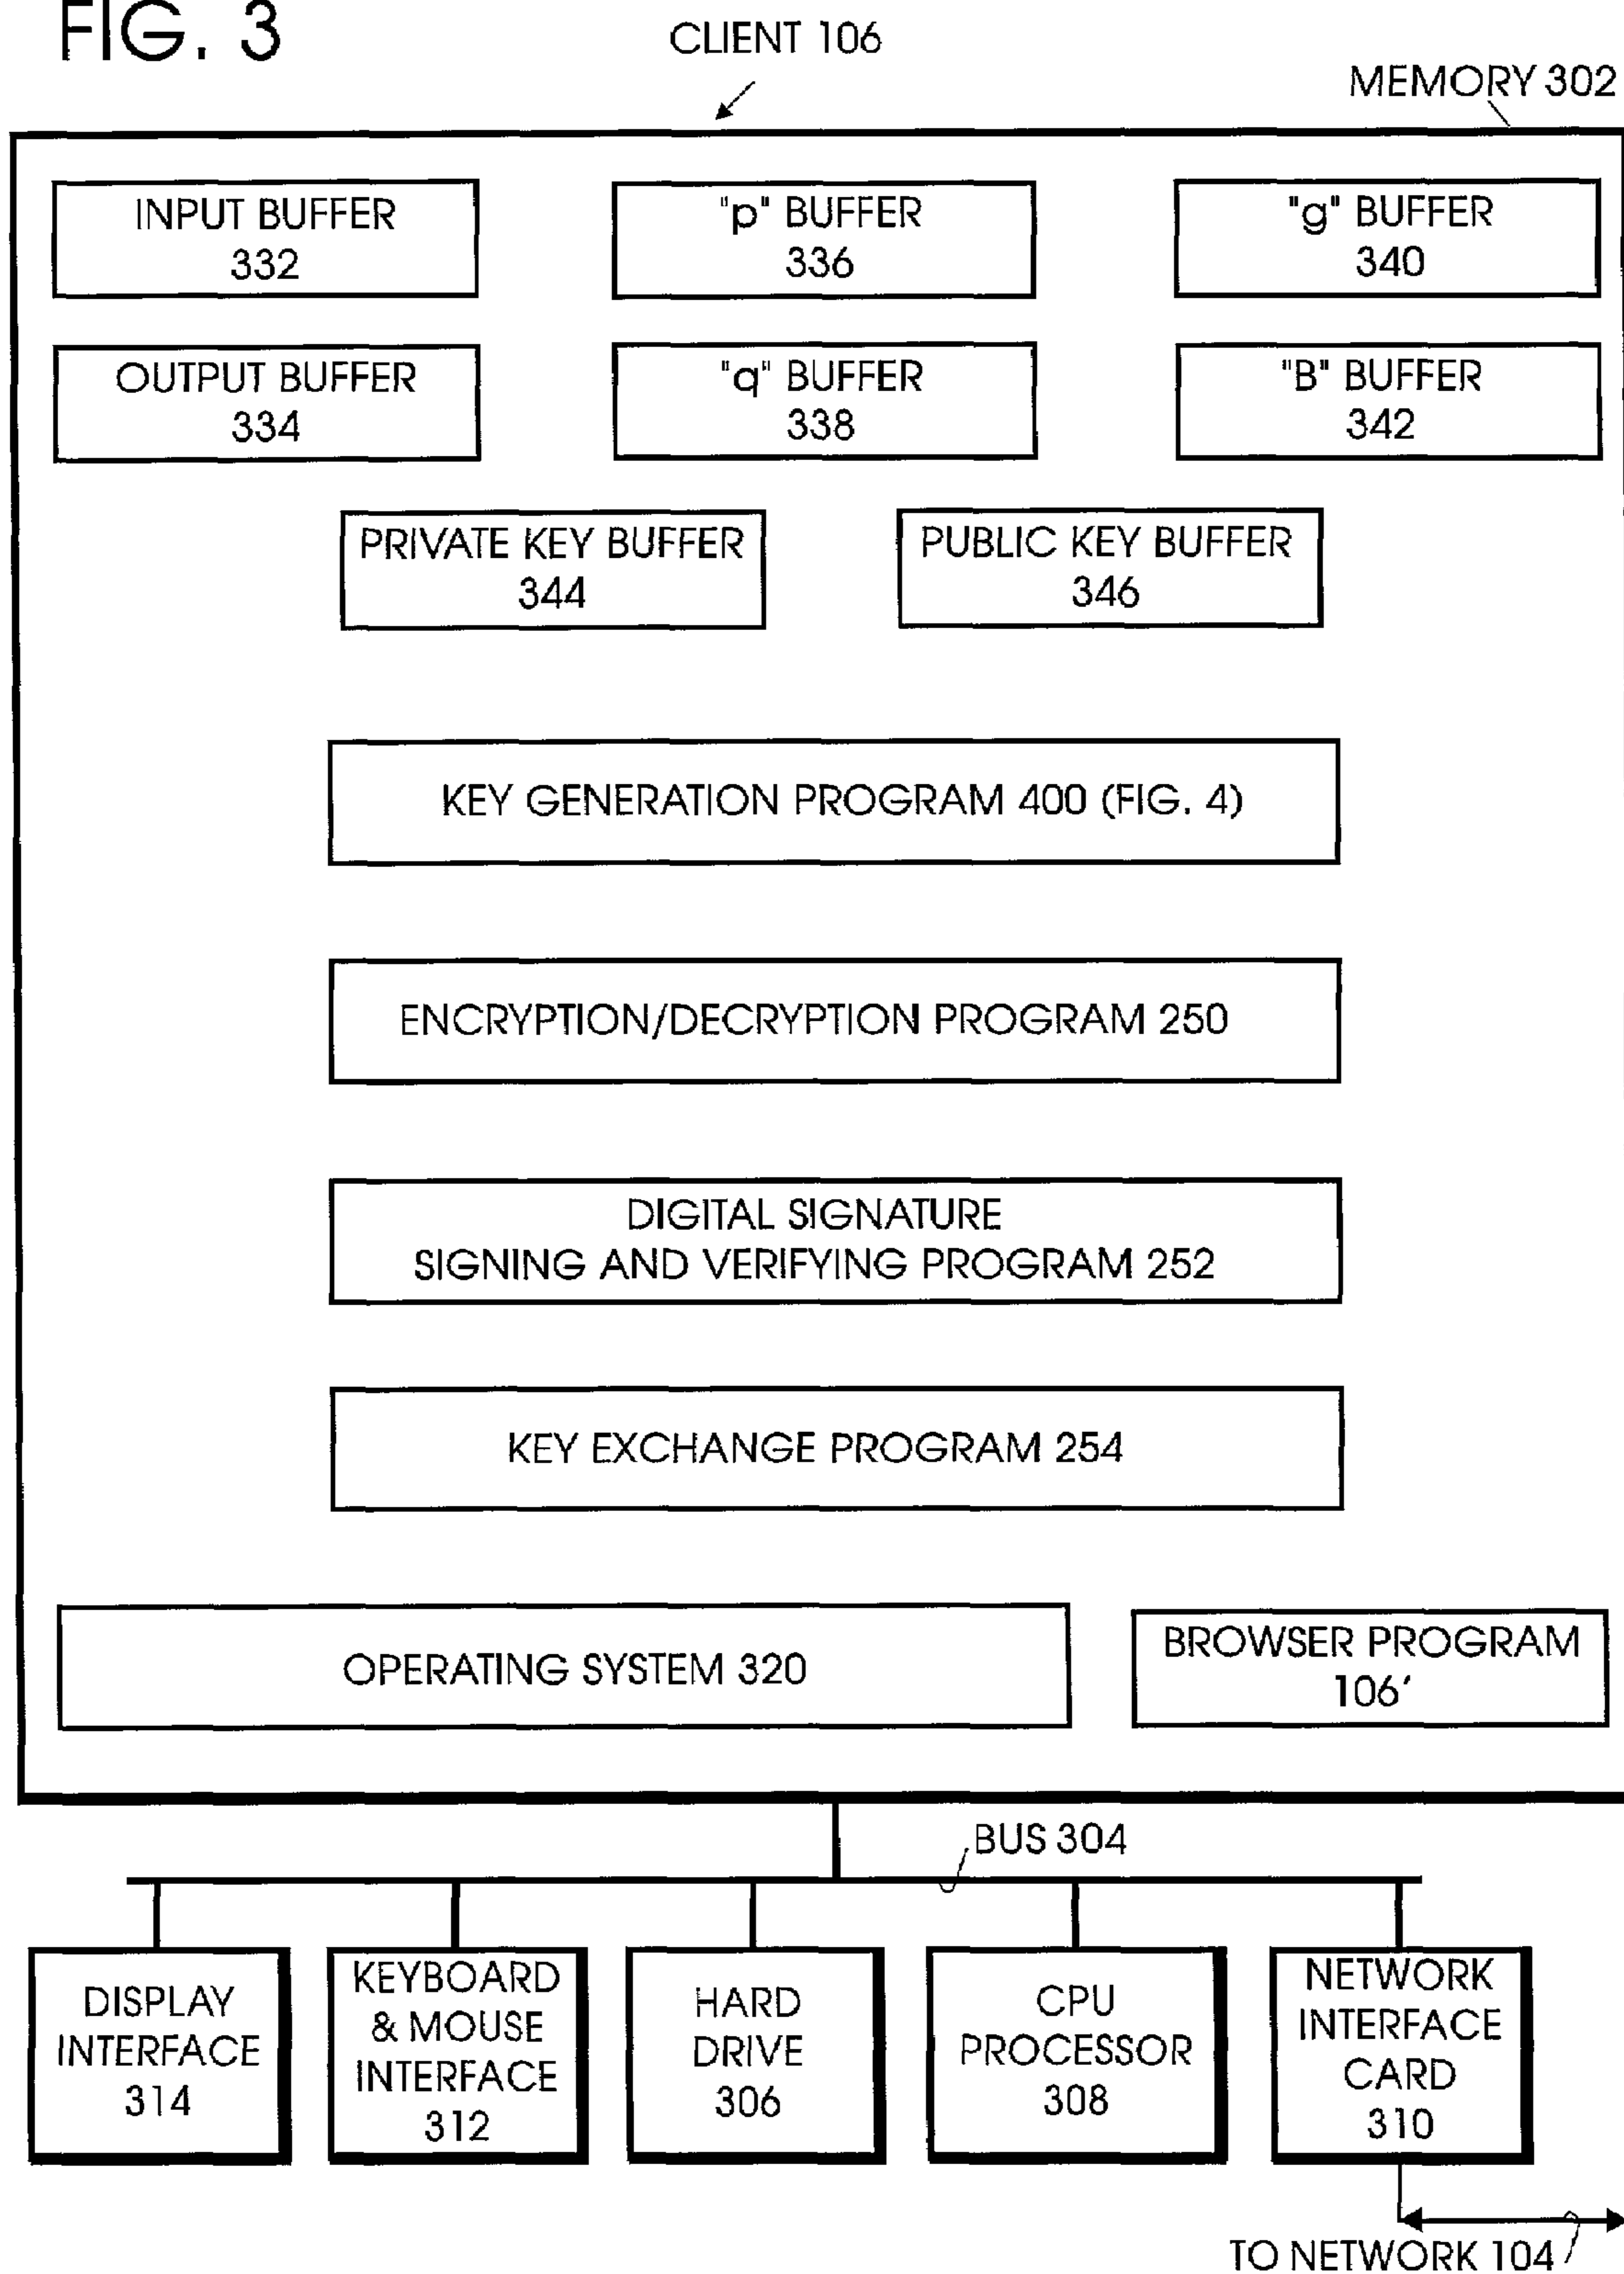 FIG. 3
CLIENT 106
MEMORY 302
INPUT BUFFER
332
"p" BUFFER
336
"g" BUFFER
340
OUTPUT BUFFER
334
"q" BUFFER
338
"B" BUFFER
342
PRIVATE KEY BUFFER
344
PUBLIC KEY BUFFER
346
KEY GENERATION PROGRAM 400 (FIG. 4)
ENCRYPTION/DECRYPTION PROGRAM 250
DIGITAL SIGNATURE
SIGNING AND VERIFYING PROGRAM 252
KEY EXCHANGE PROGRAM 254
OPERATING SYSTEM 320
BROWSER PROGRAM
106'
BUS 304
DISPLAY
INTERFACE
314
KEYBOARD
& MOUSE
INTERFACE
312
HARD
DRIVE
306
CPU
PROCESSOR
308
NETWORK
INTERFACE
CARD
310
TO NETWORK 104